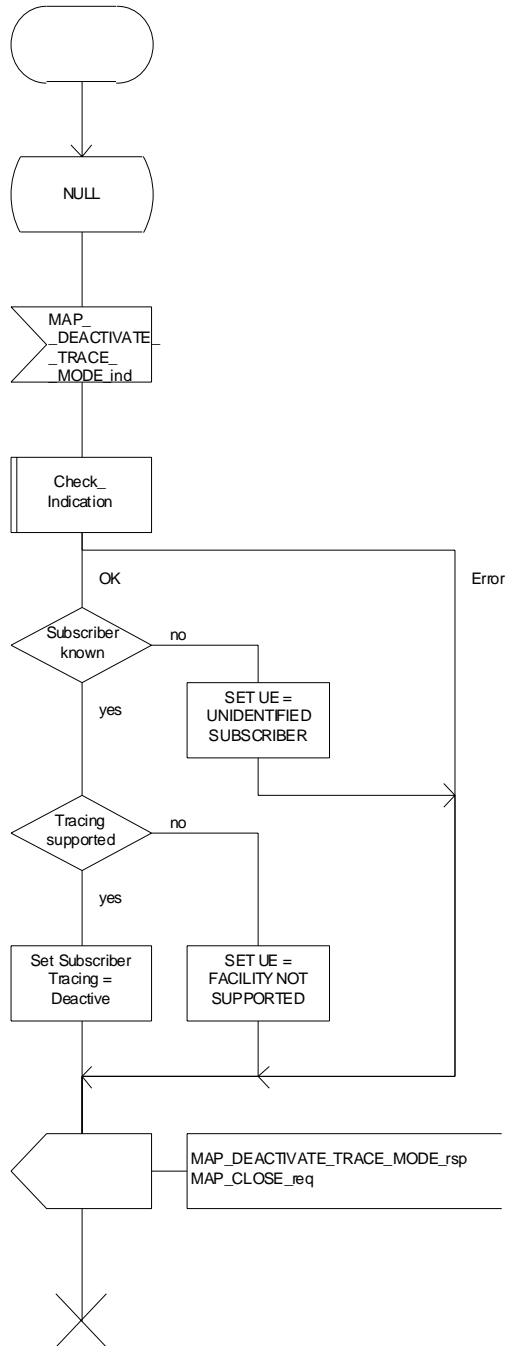 NULL
MAP_
_DEACTIVATE_
_TRACE_
_MODE_ind
Check_
Indication
OK
Error
Subscriber
known
no
yes
SET UE =
UNIDENTIFIED
SUBSCRIBER
Tracing
supported
no
yes
Set Subscriber
Tracing =
Deactive
SET UE =
FACILITY NOT
SUPPORTED
MAP_DEACTIVATE_TRACE_MODE_rsp
MAP_CLOSE_req